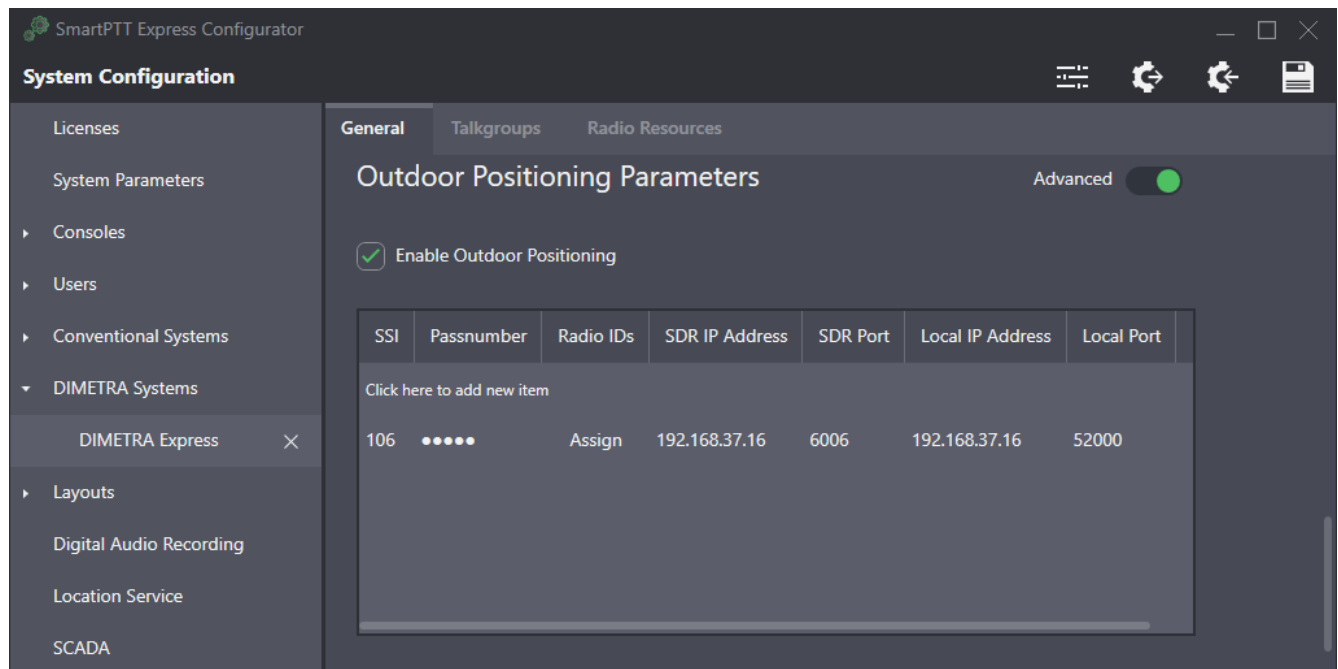 SmartPTT Express Configurator
System Configuration
Licenses
System Parameters
Consoles
Users
Conventional Systems
DIMETRA Systems
DIMETRA Express
Layouts
Digital Audio Recording
Location Service
SCADA
General Talkgroups Radio Resources
Outdoor Positioning Parameters Advanced
Enable Outdoor Positioning
SSI Passnumber Radio IDs SDR IP Address SDR Port Local IP Address Local Port
Click here to add new item
106 ●●●●● Assign 192.168.37.16 6006 192.168.37.16 52000